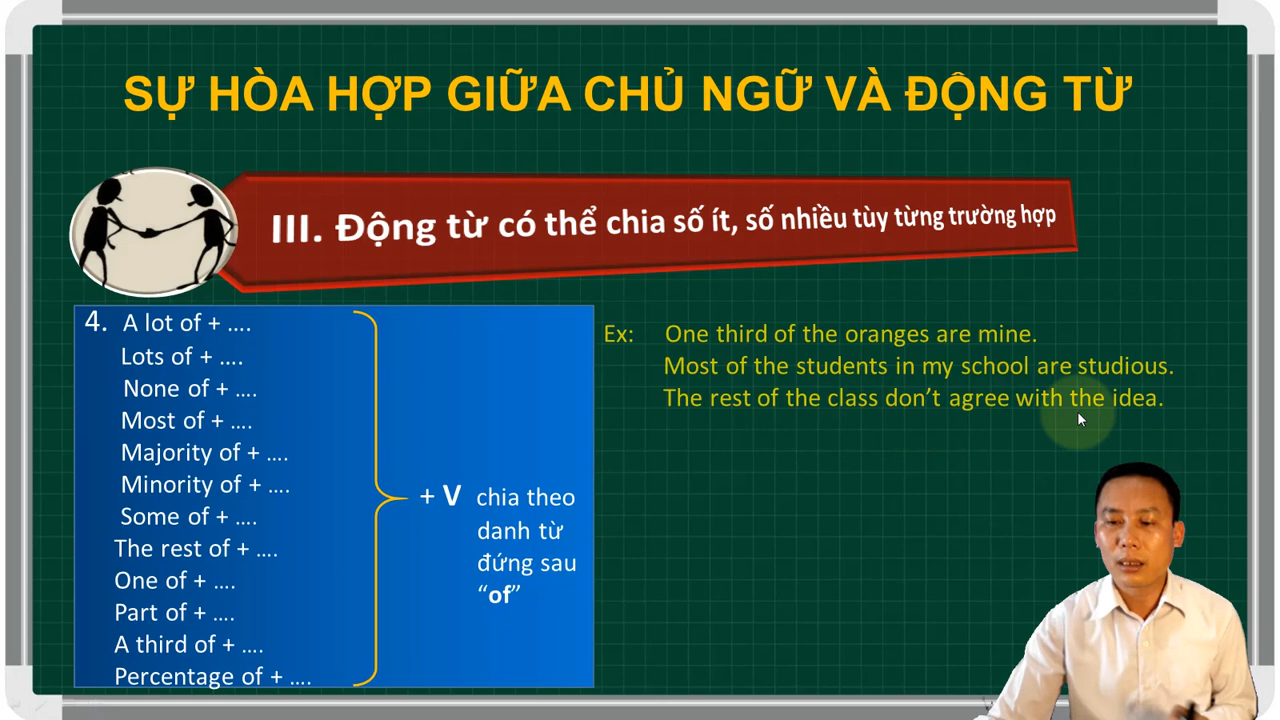 SỰ HÒA HỢP GIỮA CHỦ NGỮ VÀ ĐỘNG TỪ
III. Động từ có thể chia số ít, số nhiều tùy từng trường hợp
4. A lot of + ....
Lots of + ....
None of + ....
Most of + ....
Majority of + ....
Minority of + ....
Some of + ....
The rest of + ....
One of + ....
Part of + ....
A third of + ....
Percentage of + ....
+ V chia theo
danh từ
đứng sau
“of”
Ex: One third of the oranges are mine.
Most of the students in my school are studious.
The rest of the class don’t agree with the idea.